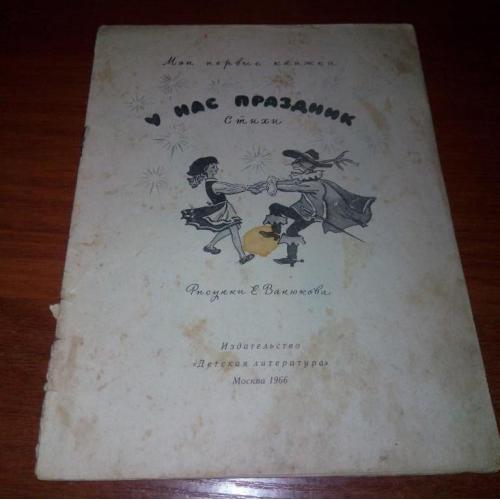 Мои первые книжки
У НАС ПРАЗДНИК
Стихи
Рисунки Е. Ванюкова
Издательство
«Детская литература»
Москва 1966